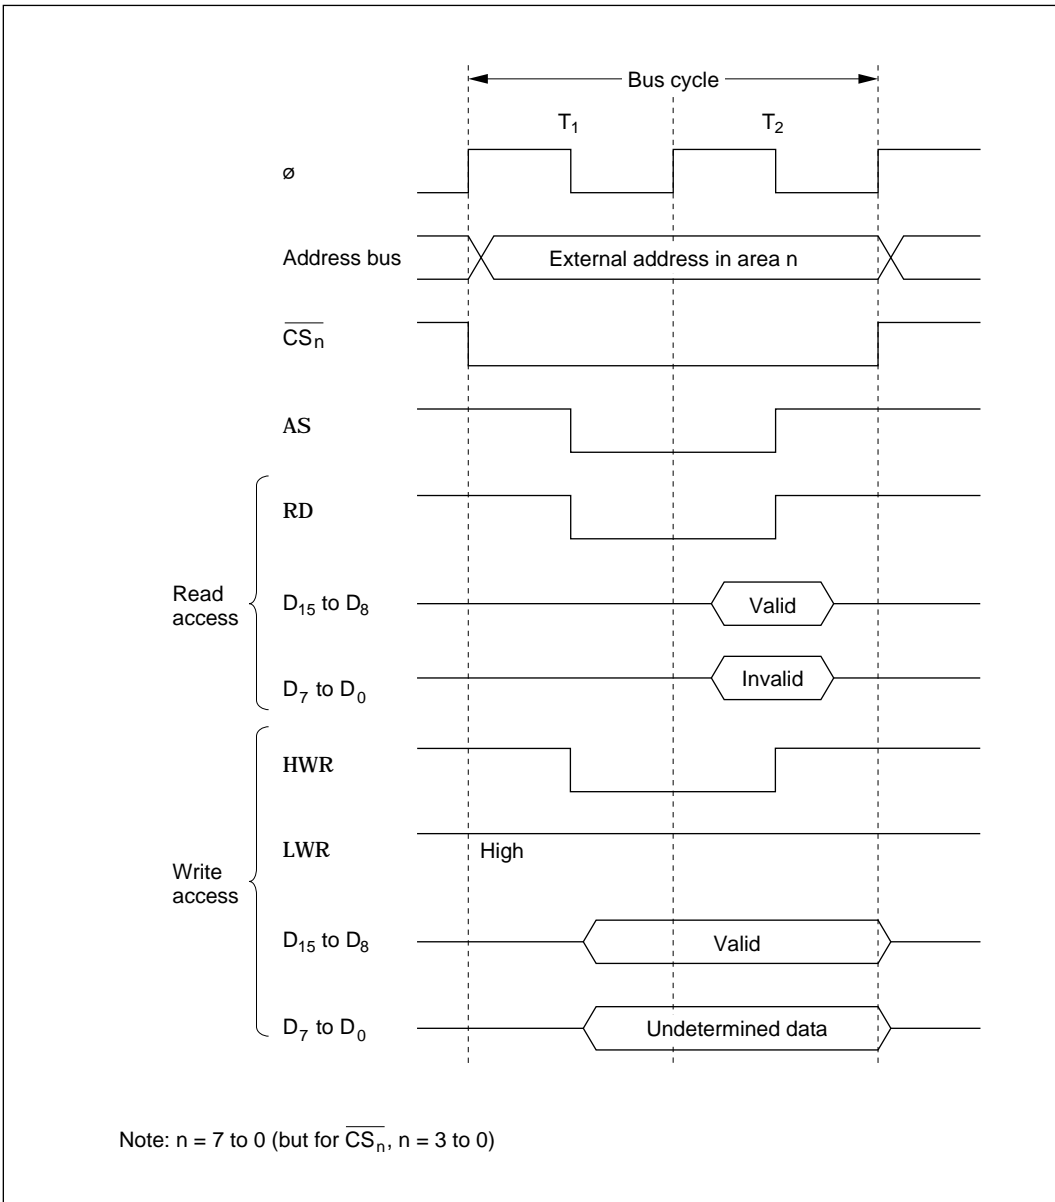 Bus cycle
T1 T2
ø
Address bus External address in area n
CSn
AS
RD
Read access
D15 to D8 Valid
D7 to D0 Invalid
HWR
LWR High
Write access
D15 to D8 Valid
D7 to D0 Undetermined data
Note: n = 7 to 0 (but for CSn, n = 3 to 0)